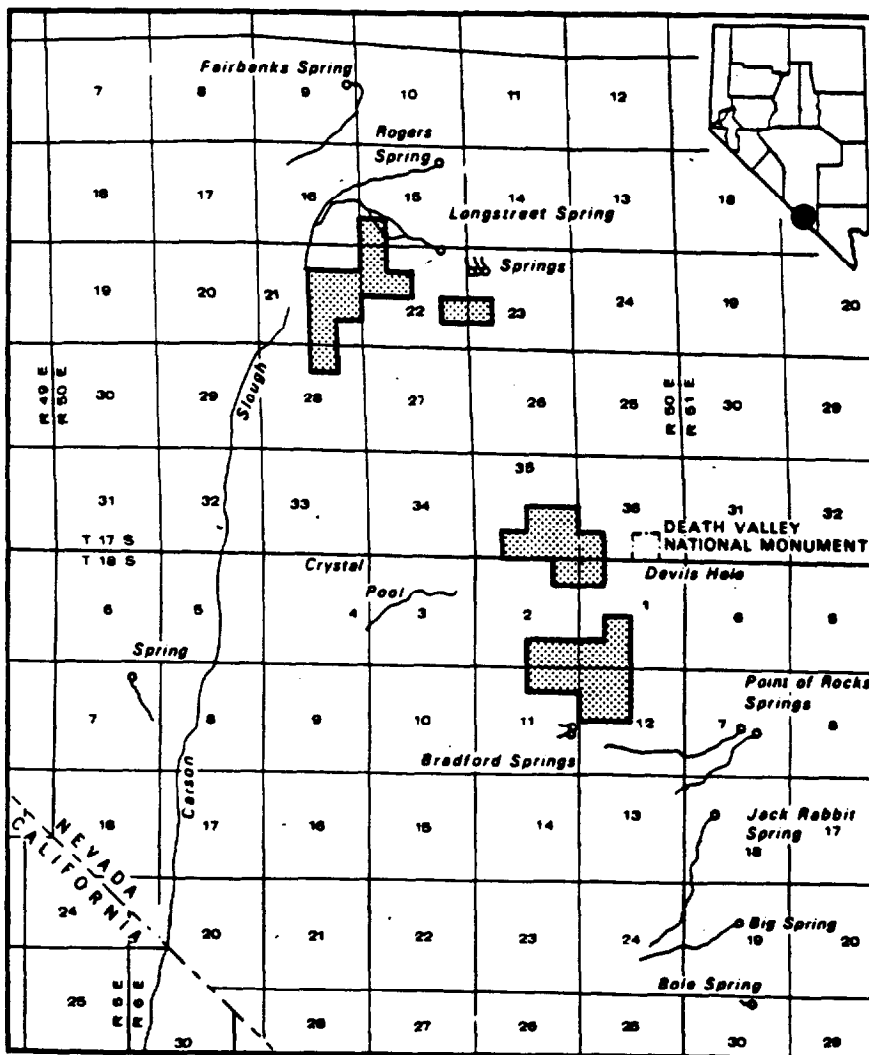 Fairbanks Spring
7 8 9 10 11 12
Rogers
Spring
18 17 16 15 14 13 18
Longstreet Spring
Springs
19 20 21 22 23 24 19 20
R 49 E
R 50 E
Slough
30 29 28 27 26 25
R 50 E
R 51 E
30 29
35
31 32 33 34 36 31 32
T 17 S
T 18 S
DEATH VALLEY
NATIONAL MONUMENT
Crystal
Devils Hole
Pool
6 5 4 3 2 1 6 5
Spring
Point of Rocks
Springs
7 8 9 10 11 12 7 8
Bradford Springs
Carson
18 17 16 15 14 13
Jack Rabbit
Spring 17
18
NEVADA
CALIFORNIA
24 20 21 22 23 24
Big Spring
19 20
Bole Spring
25
R 5 E
R 6 E
30 28 27 26 25 30 29